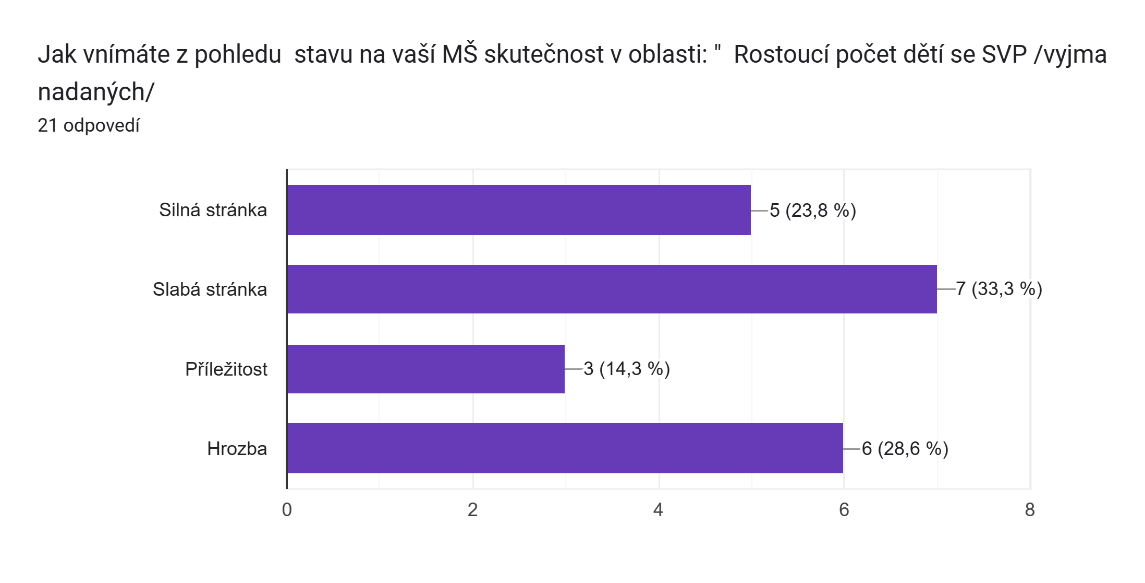 Jak vnímáte z pohledu  stavu na vaší MŠ skutečnost v oblasti: "  Rostoucí počet dětí se SVP /vyjma
nadaných/
21 odpovedí
Silná stránka
5 (23,8 %)
Slabá stránka
7 (33,3 %)
Příležitost
3 (14,3 %)
Hrozba
6 (28,6 %)
0 2 4 6 8